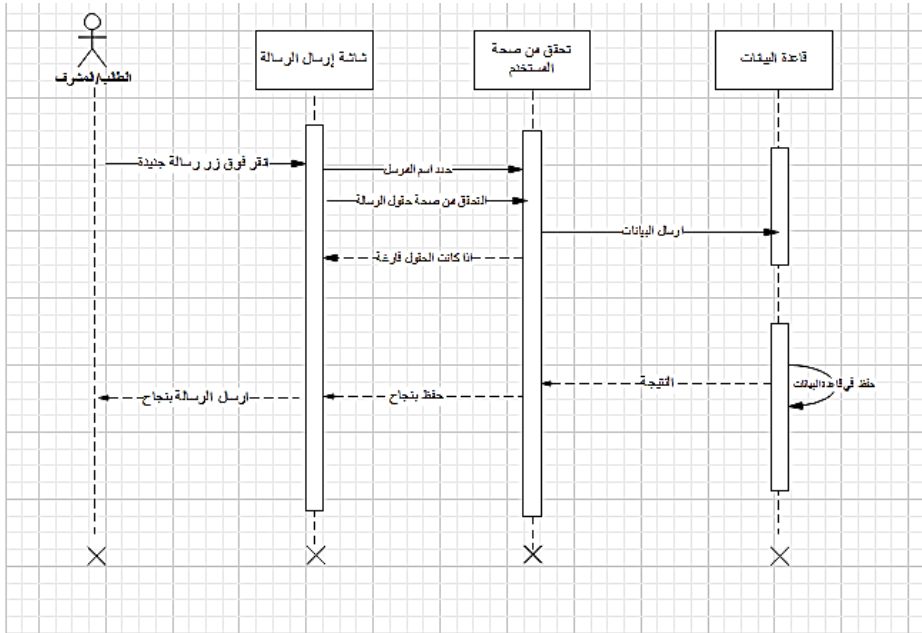 الطالب/المشرف
شاشة إرسال الرسالة
تحقق من صحة
المستخدم
قاعدة البيانات
تنقر فوق زر رسالة جديدة
حدد اسم المرسل
التحقق من صحة حقول الرسالة
ارسال البيانات
اذا كانت الحقول فارغة
حفظ في قاعدة البيانات
النتيجة
حفظ بنجاح
ارسل الرسالة بنجاح